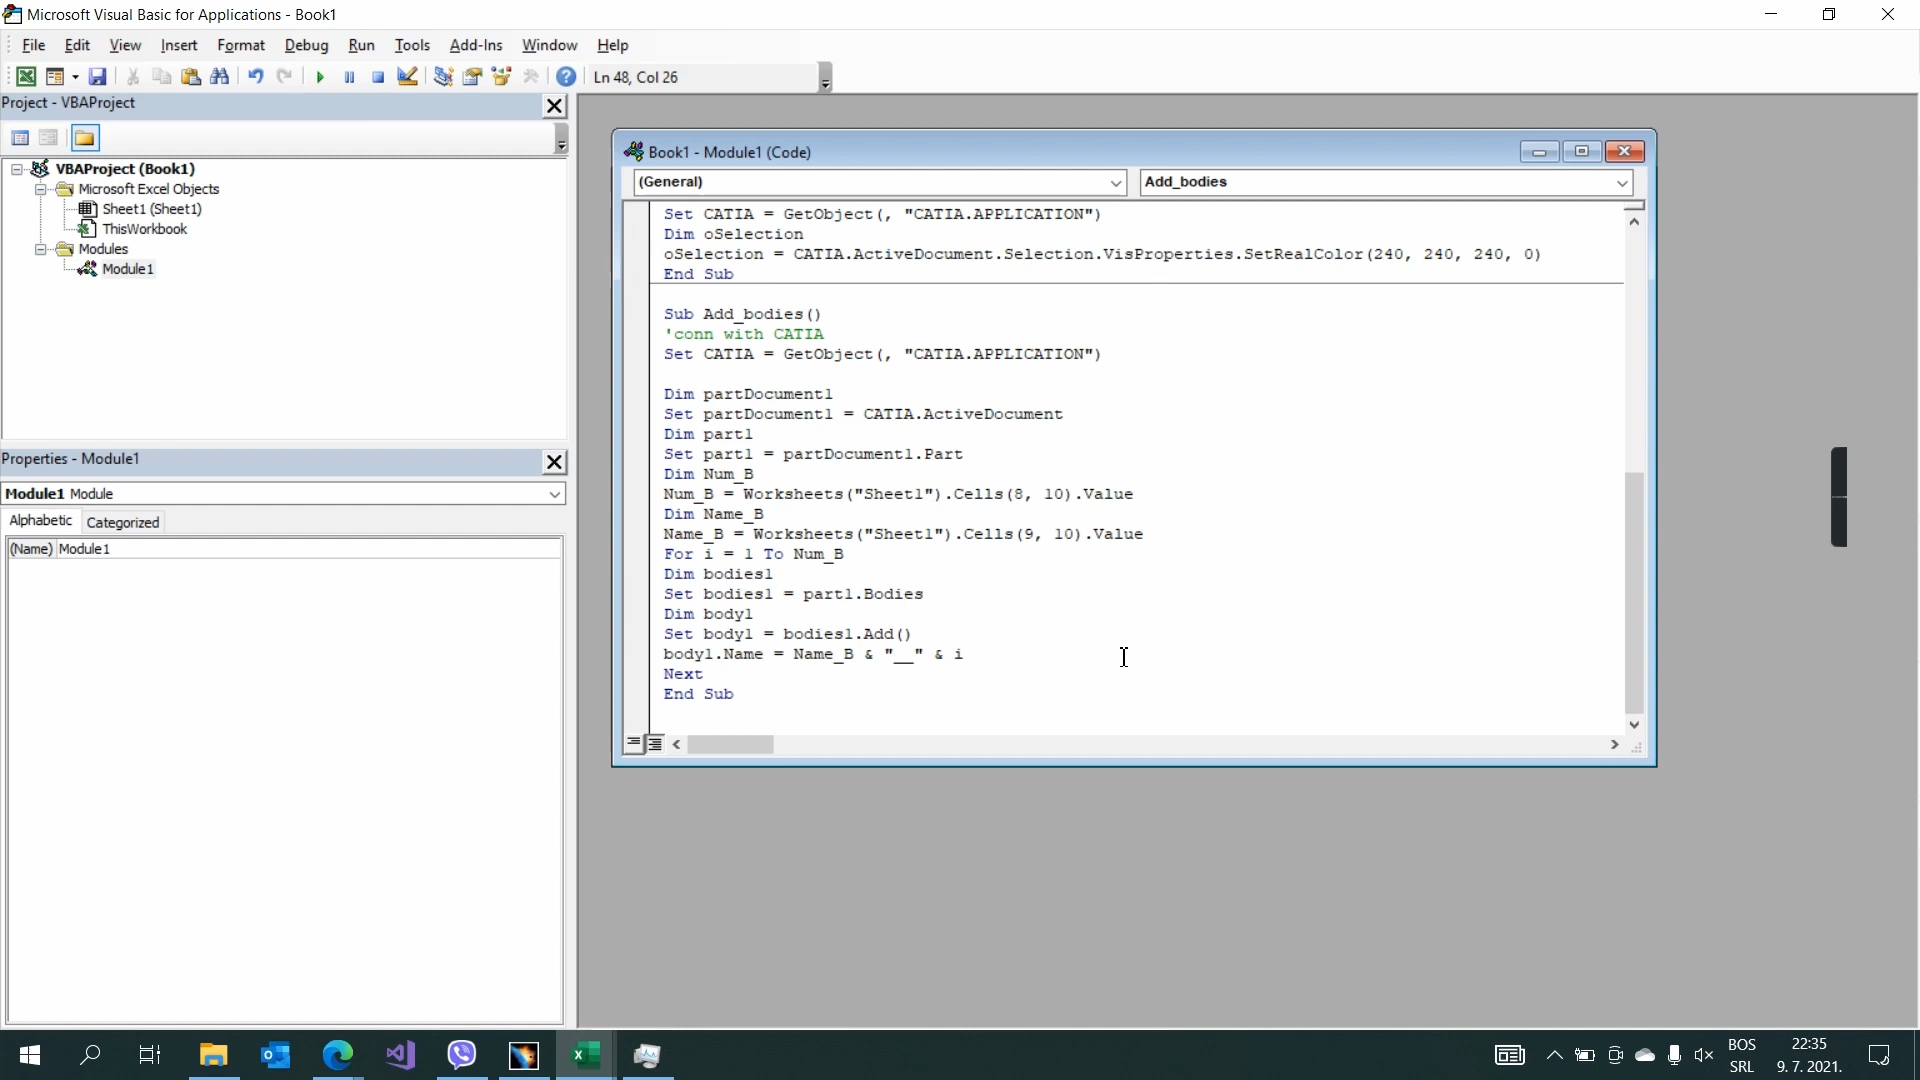 Microsoft Visual Basic for Applications - Book1
File Edit View Insert Format Debug Run Tools Add-Ins Window Help
Ln 48, Col 26
Project - VBAProject
VBAProject (Book1)
Microsoft Excel Objects
Sheet1 (Sheet1)
ThisWorkbook
Modules
Module1
Properties - Module1
Module1 Module
Alphabetic Categorized
(Name) Module1
Book1 - Module1 (Code)
(General) Add_bodies
Set CATIA = GetObject(, "CATIA.APPLICATION")
Dim oSelection
oSelection = CATIA.ActiveDocument.Selection.VisProperties.SetRealColor(240, 240, 240, 0)
End Sub
Sub Add_bodies()
'conn with CATIA
Set CATIA = GetObject(, "CATIA.APPLICATION")
Dim partDocument1
Set partDocument1 = CATIA.ActiveDocument
Dim part1
Set part1 = partDocument1.Part
Dim Num_B
Num_B = Worksheets("Sheet1").Cells(8, 10).Value
Dim Name_B
Name_B = Worksheets("Sheet1").Cells(9, 10).Value
For i = 1 To Num_B
Dim bodies1
Set bodies1 = part1.Bodies
Dim body1
Set body1 = bodies1.Add()
body1.Name = Name_B & "__" & i
Next
End Sub
BOS
SRL
22:35
9. 7. 2021.